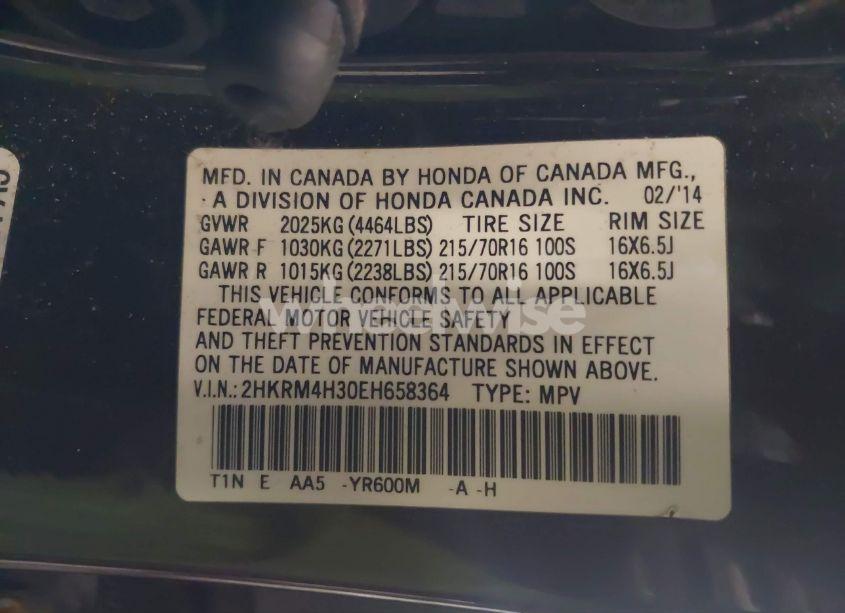 MFD. IN CANADA BY HONDA OF CANADA MFG.,
A DIVISION OF HONDA CANADA INC. 02/'14
GVWR 2025KG (4464LBS) TIRE SIZE RIM SIZE
GAWR F 1030KG (2271LBS) 215/70R16 100S 16X6.5J
GAWR R 1015KG (2238LBS) 215/70R16 100S 16X6.5J
THIS VEHICLE CONFORMS TO ALL APPLICABLE
FEDERAL MOTOR VEHICLE SAFETY
wheelwise
AND THEFT PREVENTION STANDARDS IN EFFECT
ON THE DATE OF MANUFACTURE SHOWN ABOVE.
V.I.N.: 2HKRM4H30EH658364 TYPE: MPV
T1N E AA5 -YR600M -A -H